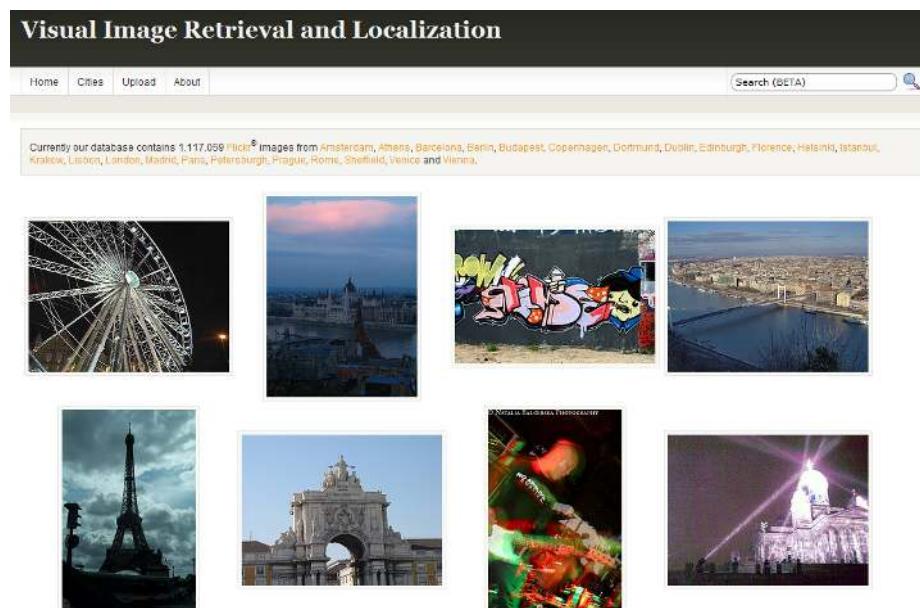 Visual Image Retrieval and Localization
Home Cities Upload About Search (BETA)
Currently our database contains 1.117.059 Flickr® images from Amsterdam, Athens, Barcelona, Berlin, Budapest, Copenhagen, Dortmund, Dublin, Edinburgh, Florence, Helsinki, Istanbul,
Krakow, Lisbon, London, Madrid, Paris, Petersburgh, Prague, Rome, Sheffield, Venice and Vienna.